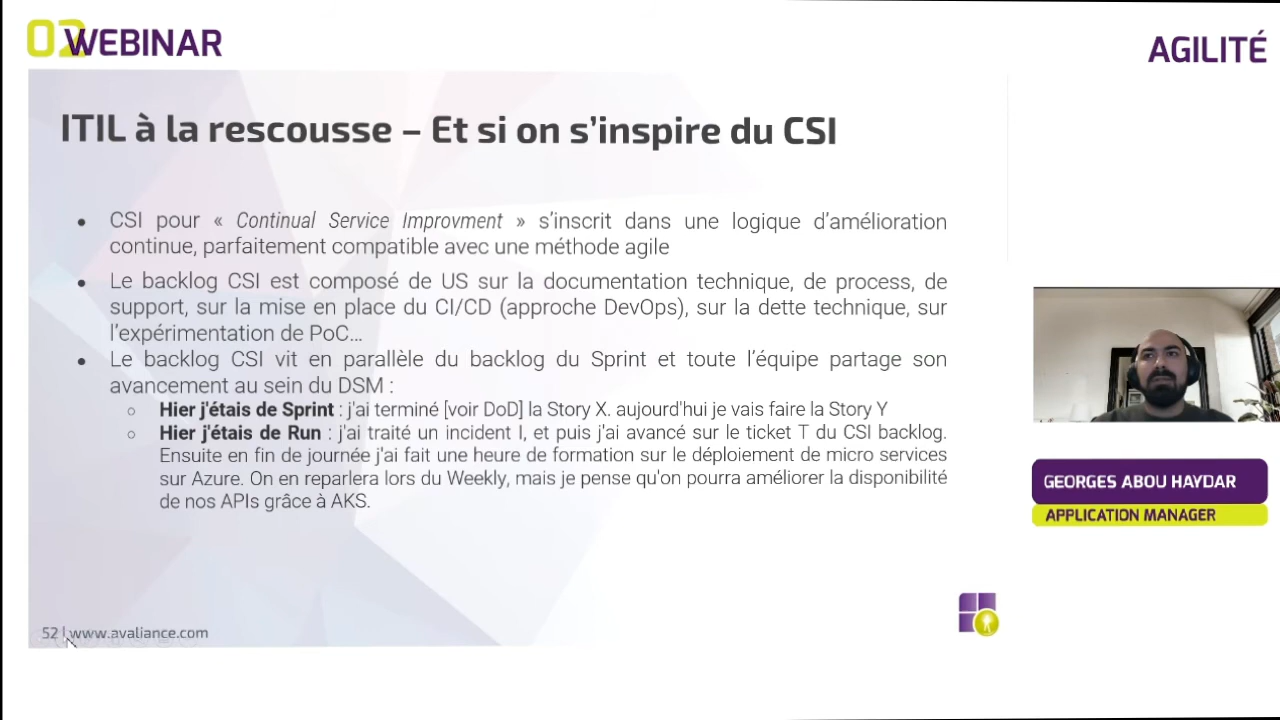 02 WEBINAR
AGILITÉ
ITIL à la rescousse – Et si on s’inspire du CSI
• CSI pour « Continual Service Improvment » s’inscrit dans une logique d’amélioration
continue, parfaitement compatible avec une méthode agile
• Le backlog CSI est composé de US sur la documentation technique, de process, de
support, sur la mise en place du CI/CD (approche DevOps), sur la dette technique, sur
l’expérimentation de PoC…
• Le backlog CSI vit en parallèle du backlog du Sprint et toute l’équipe partage son
avancement au sein du DSM :
○ Hier j'étais de Sprint : j'ai terminé [voir DoD] la Story X. aujourd'hui je vais faire la Story Y
○ Hier j'étais de Run : j'ai traité un incident I, et puis j'ai avancé sur le ticket T du CSI backlog.
Ensuite en fin de journée j'ai fait une heure de formation sur le déploiement de micro services
sur Azure. On en reparlera lors du Weekly, mais je pense qu'on pourra améliorer la disponibilité
de nos APIs grâce à AKS.
GEORGES ABOU HAYDAR
APPLICATION MANAGER
52 | www.avaliance.com